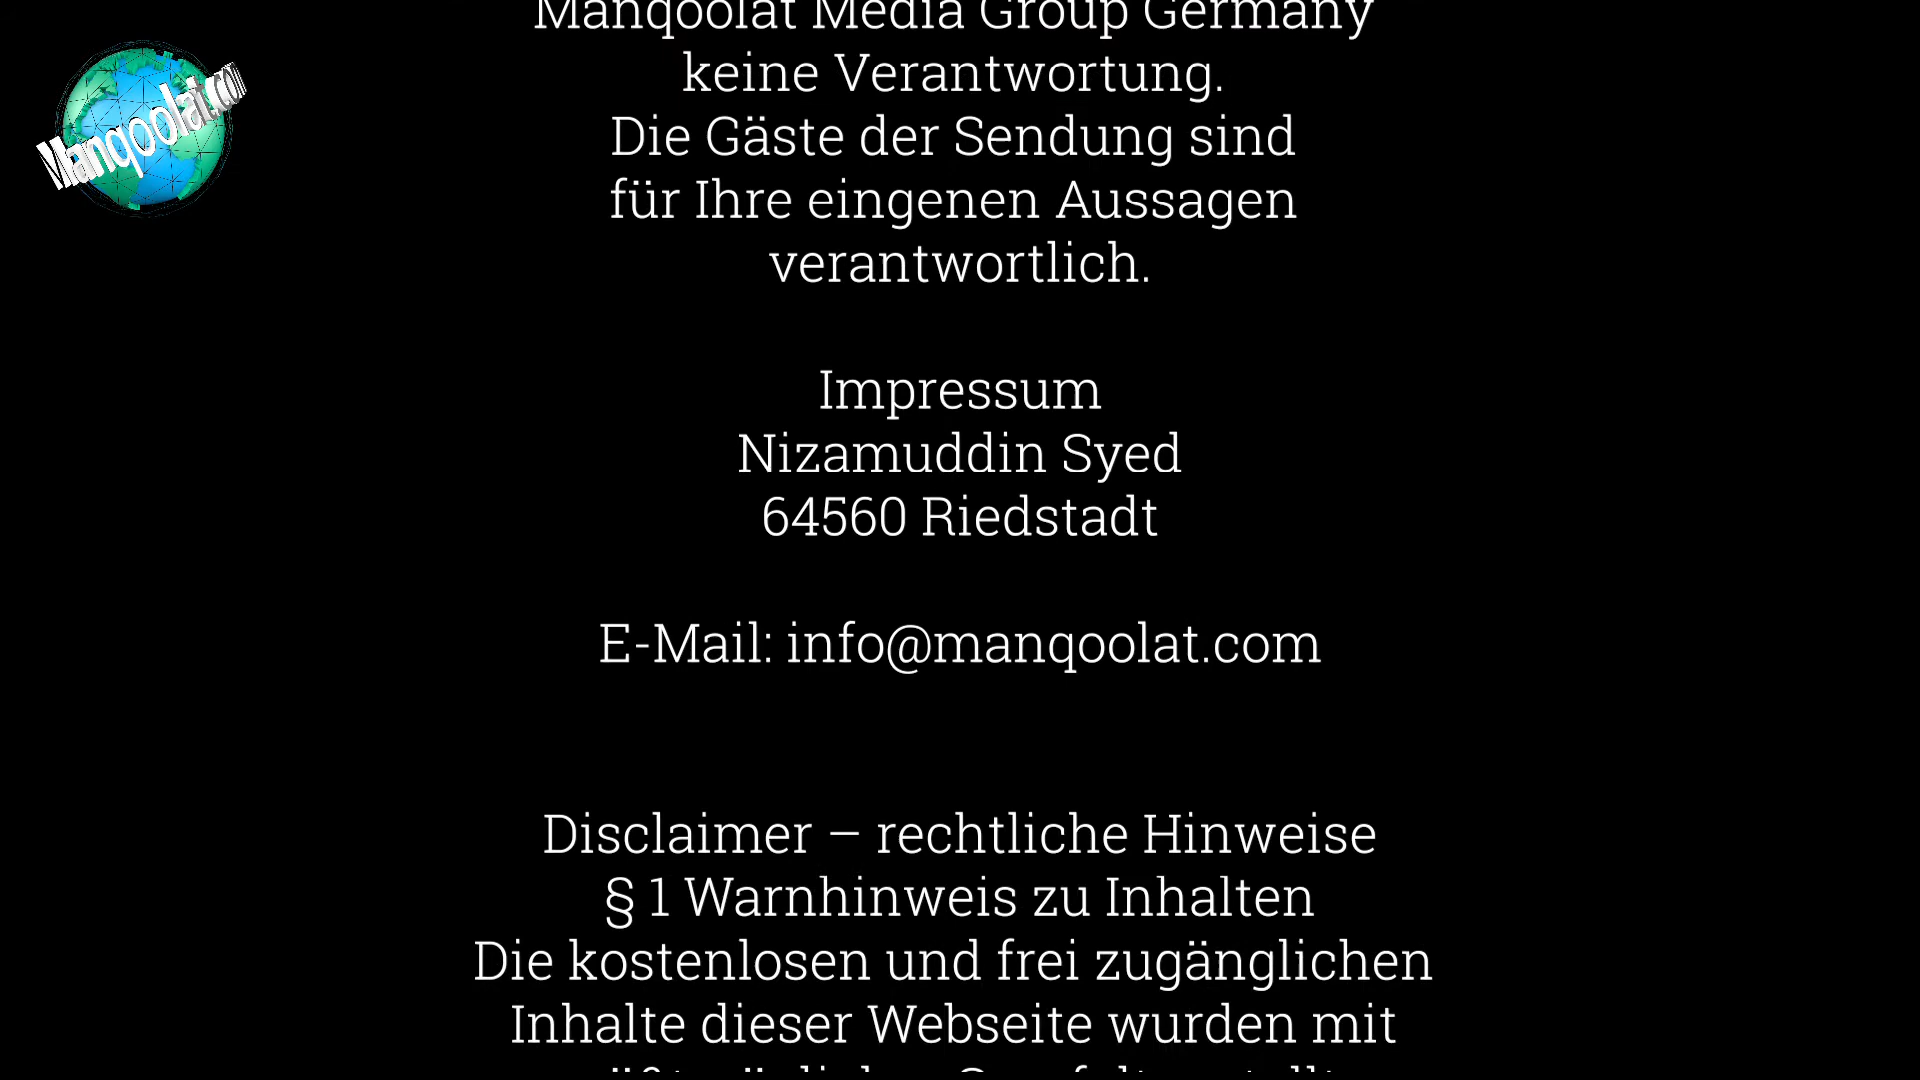 Manqoolat.com
Manqoolat Media Group Germany
keine Verantwortung.
Die Gäste der Sendung sind
für Ihre eingenen Aussagen
verantwortlich.
Impressum
Nizamuddin Syed
64560 Riedstadt
E-Mail: info@manqoolat.com
Disclaimer – rechtliche Hinweise
§ 1 Warnhinweis zu Inhalten
Die kostenlosen und frei zugänglichen
Inhalte dieser Webseite wurden mit